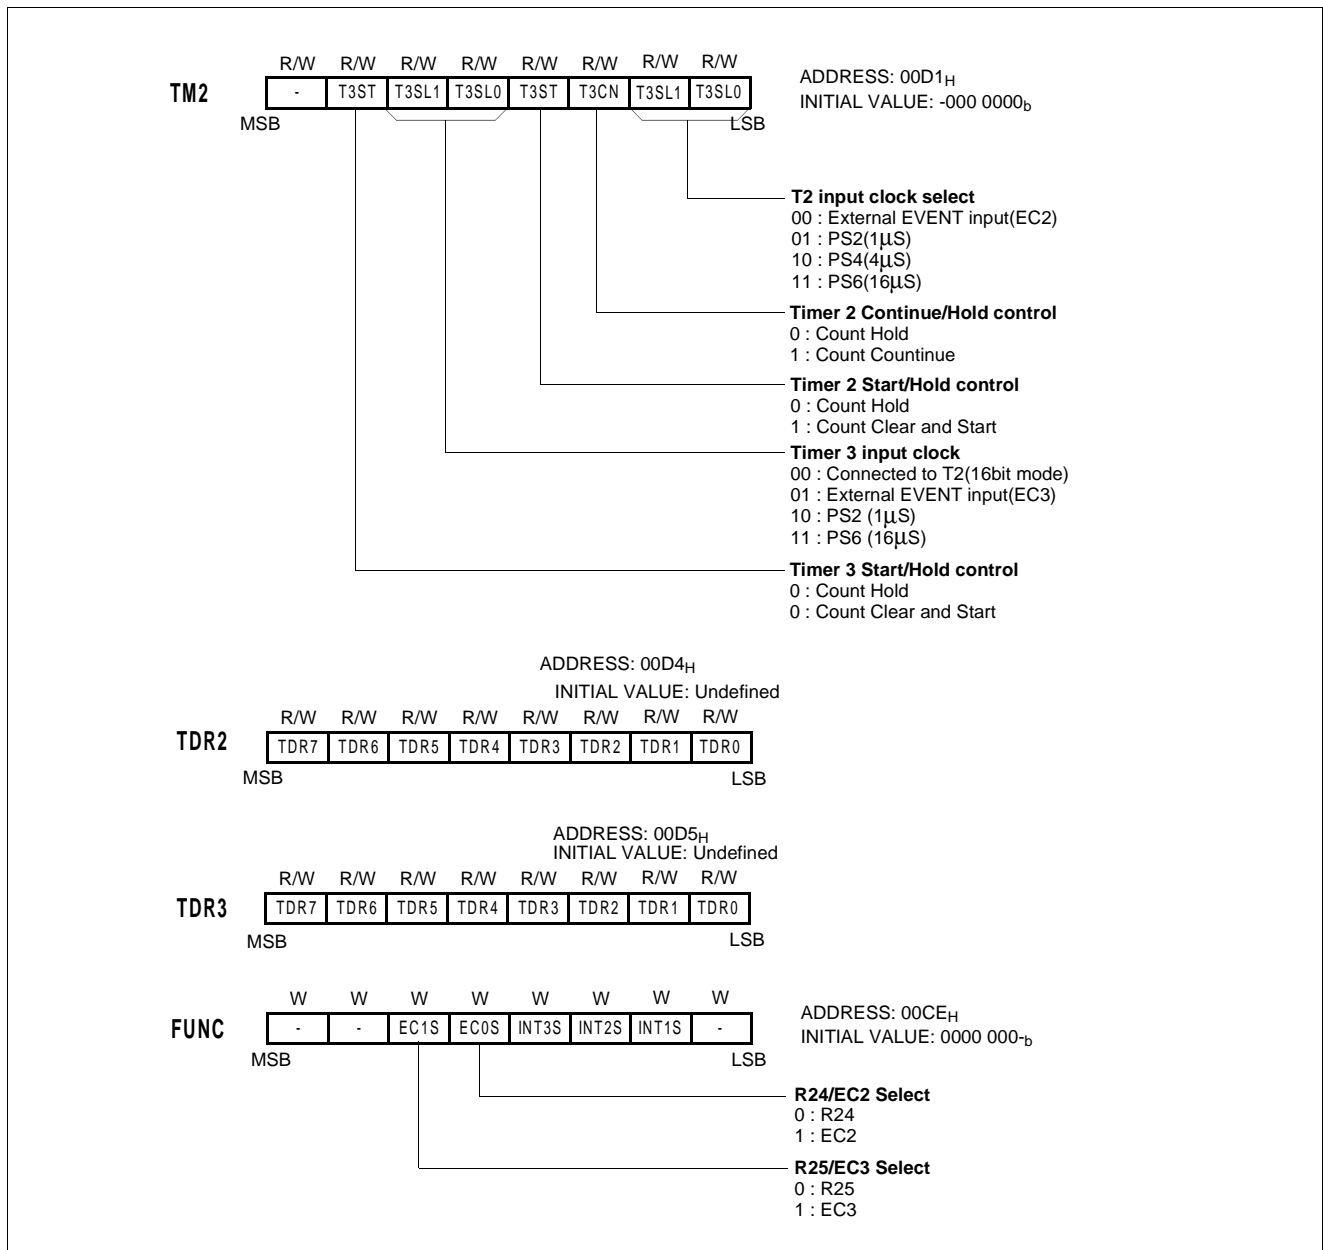 R/W R/W R/W R/W R/W R/W R/W R/W
TM2 - T3ST T3SL1 T3SL0 T3ST T3CN T3SL1 T3SL0
ADDRESS: 00D1H
INITIAL VALUE: -000 0000b
MSB LSB
T2 input clock select
00 : External EVENT input(EC2)
01 : PS2(1µS)
10 : PS4(4µS)
11 : PS6(16µS)
Timer 2 Continue/Hold control
0 : Count Hold
1 : Count Countinue
Timer 2 Start/Hold control
0 : Count Hold
1 : Count Clear and Start
Timer 3 input clock
00 : Connected to T2(16bit mode)
01 : External EVENT input(EC3)
10 : PS2 (1µS)
11 : PS6 (16µS)
Timer 3 Start/Hold control
0 : Count Hold
0 : Count Clear and Start
ADDRESS: 00D4H
INITIAL VALUE: Undefined
R/W R/W R/W R/W R/W R/W R/W R/W
TDR2 TDR7 TDR6 TDR5 TDR4 TDR3 TDR2 TDR1 TDR0
MSB LSB
ADDRESS: 00D5H
INITIAL VALUE: Undefined
R/W R/W R/W R/W R/W R/W R/W R/W
TDR3 TDR7 TDR6 TDR5 TDR4 TDR3 TDR2 TDR1 TDR0
MSB LSB
W W W W W W W W
FUNC - - EC1S EC0S INT3S INT2S INT1S -
ADDRESS: 00CEH
INITIAL VALUE: 0000 000-b
MSB LSB
R24/EC2 Select
0 : R24
1 : EC2
R25/EC3 Select
0 : R25
1 : EC3